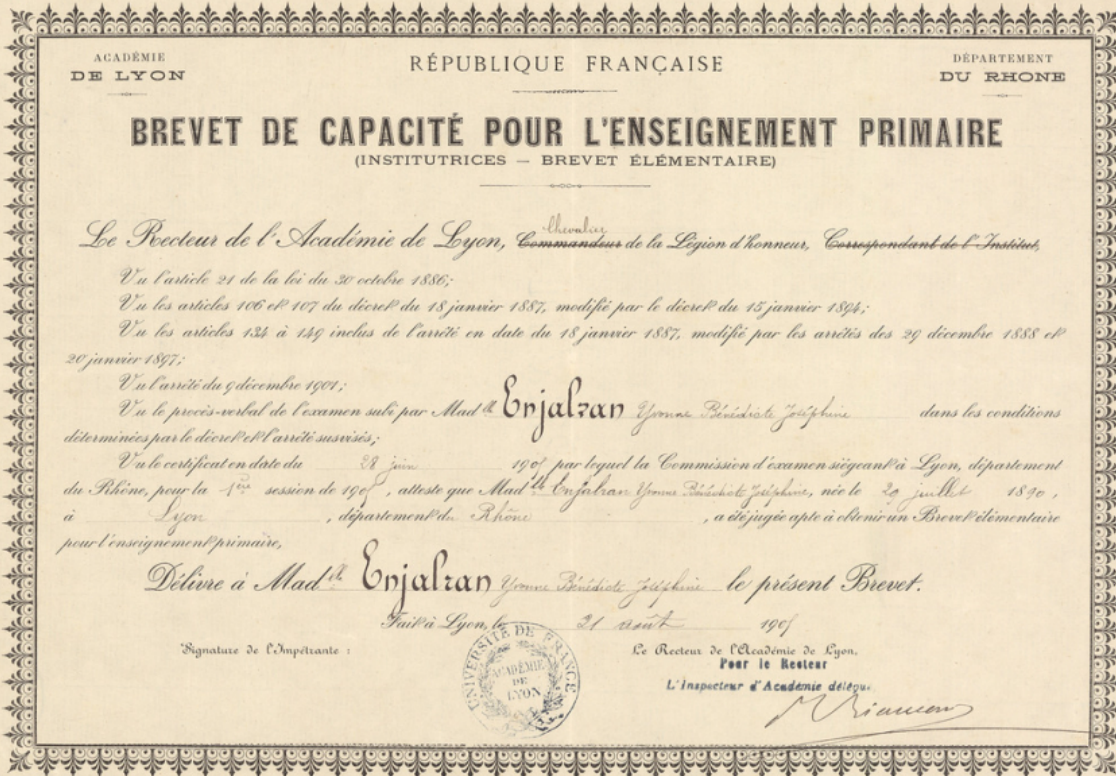 ACADÉMIE
DE LYON
RÉPUBLIQUE FRANÇAISE
DÉPARTEMENT
DU RHONE
BREVET DE CAPACITÉ POUR L'ENSEIGNEMENT PRIMAIRE
(INSTITUTRICES — BREVET ÉLÉMENTAIRE)
Chevalier
Le Recteur de l'Académie de Lyon, Commandeur de la Légion d'honneur, Correspondant de l'Institut,
Vu l'article 21 de la loi du 30 octobre 1886;
Vu les articles 106 et 107 du décret du 18 janvier 1887, modifié par le décret du 15 janvier 1894;
Vu les articles 134 à 149 inclus de l'arrêté en date du 18 janvier 1887, modifié par les arrêtés des 29 décembre 1888 et
20 janvier 1897;
Vu l'arrêté du 9 décembre 1901;
Vu le procès-verbal de l'examen subi par Mad lle Enjalran Yvonne Bénédicte Joséphine dans les conditions
déterminées par le décret et l'arrêté susvisés;
Vu le certificat en date du 28 juin 190 par lequel la Commission d'examen siégeant à Lyon, département
du Rhône, pour la 1ère session de 190 , atteste que Mad lle Enjalran Yvonne Bénédicte Joséphine, née le 29 juillet 1890,
à Lyon , département du Rhône , a été jugée apte à obtenir un Brevet élémentaire
pour l'enseignement primaire,
Délivre à Mad lle Enjalran Yvonne Bénédicte Joséphine le présent Brevet.
Fait à Lyon, le 21 août 190
Signature de l'Impétrante :
Le Recteur de l'Académie de Lyon,
Pour le Recteur
L'Inspecteur d'Académie délégué
UNIVERSITÉ DE FRANCE
ACADÉMIE
DE
LYON